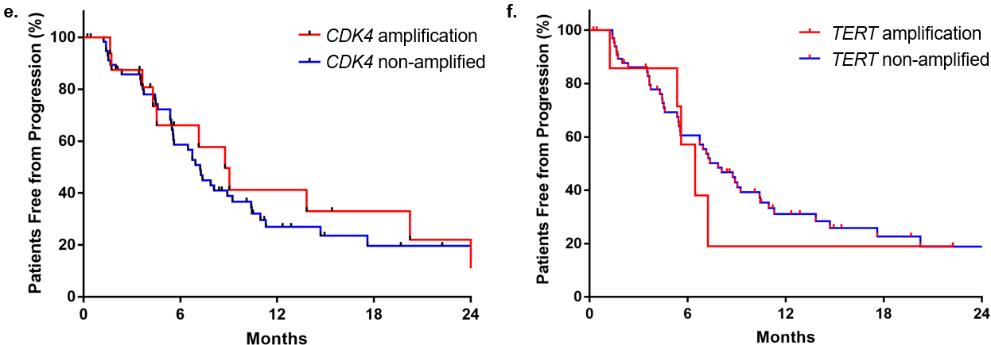 e.
CDK4 amplification
CDK4 non-amplified
Patients Free from Progression (%)
100
80
60
40
20
0
0 6 12 18 24
Months
f.
TERT amplification
TERT non-amplified
Patients Free from Progression (%)
100
80
60
40
20
0
0 6 12 18 24
Months